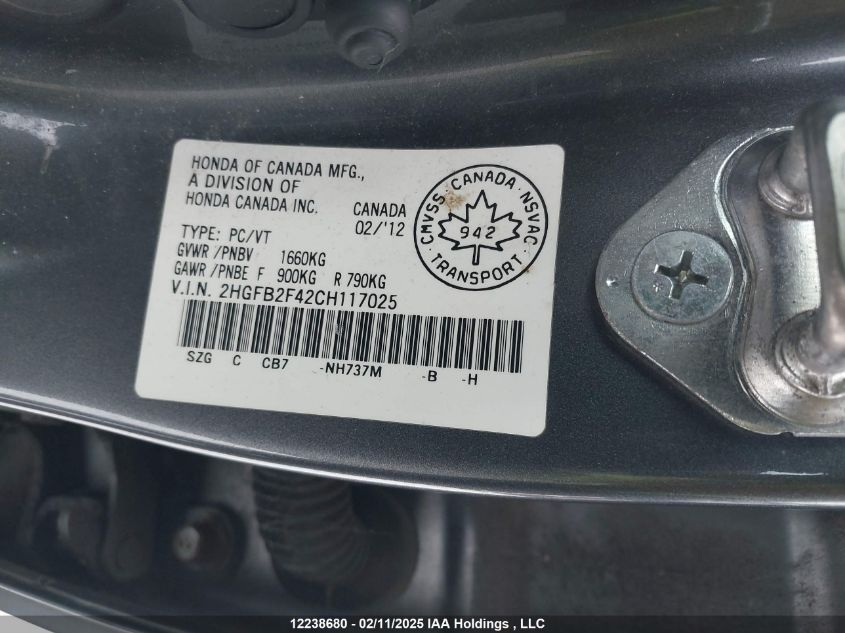 HONDA OF CANADA MFG.,
A DIVISION OF
HONDA CANADA INC. CANADA
02/'12
TYPE: PC/VT
GVWR /PNBV 1660KG
GAWR /PNBE F 900KG R 790KG
V.I.N. 2HGFB2F42CH117025
SZG C CB7 -NH737M -B -H
CMVSS · CANADA · NSVAC
942
TRANSPORT
12238680 - 02/11/2025 IAA Holdings , LLC